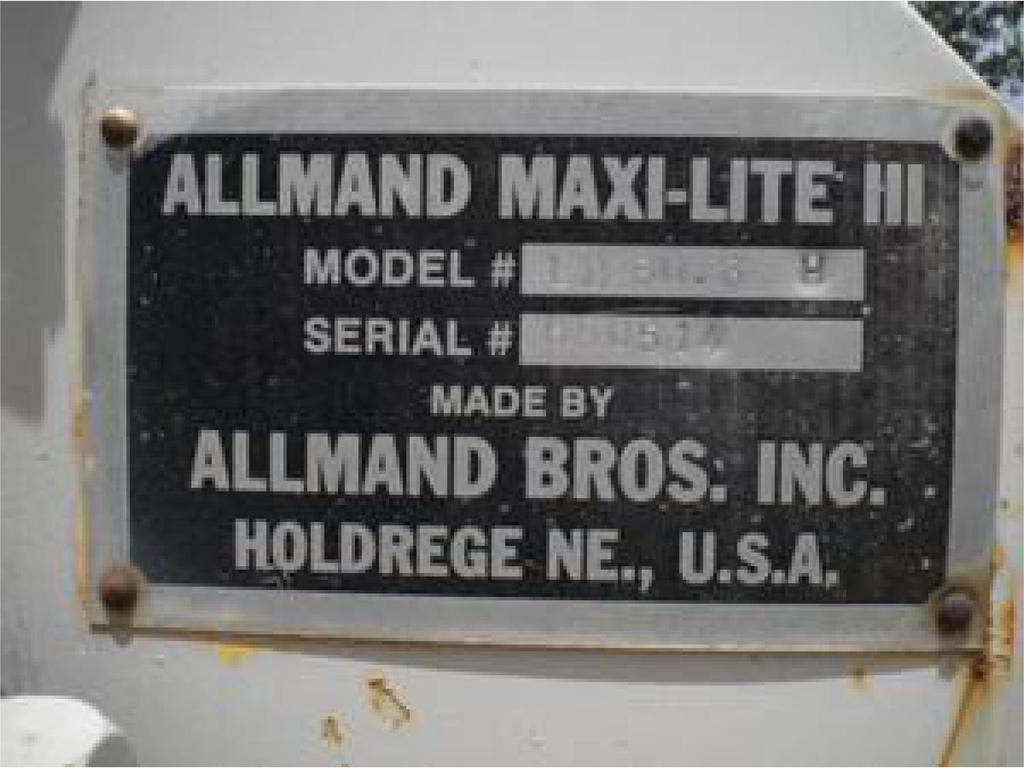 ALLMAND MAXI-LITE III
MODEL #
SERIAL #
MADE BY
ALLMAND BROS. INC.
HOLDREGE NE., U.S.A.